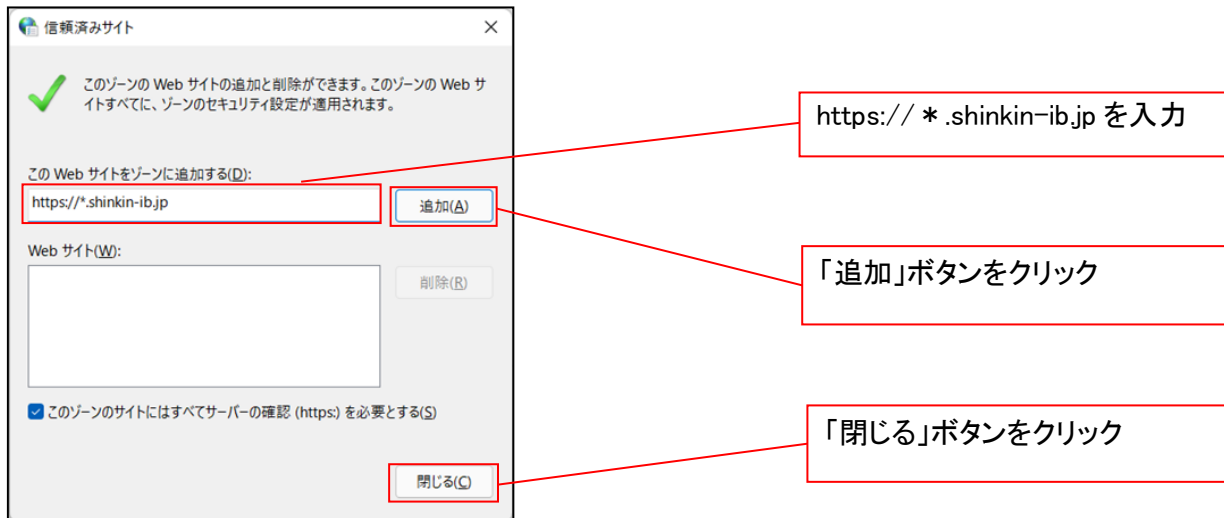 信頼済みサイト
このゾーンの Web サイトの追加と削除ができます。このゾーンの Web サ
イトすべてに、ゾーンのセキュリティ設定が適用されます。
https://＊.shinkin-ib.jp を入力
この Web サイトをゾーンに追加する(D):
https://*.shinkin-ib.jp
追加(A)
Web サイト(W):
「追加」ボタンをクリック
削除(R)
このゾーンのサイトにはすべてサーバーの確認 (https:) を必要とする(S)
「閉じる」ボタンをクリック
閉じる(C)